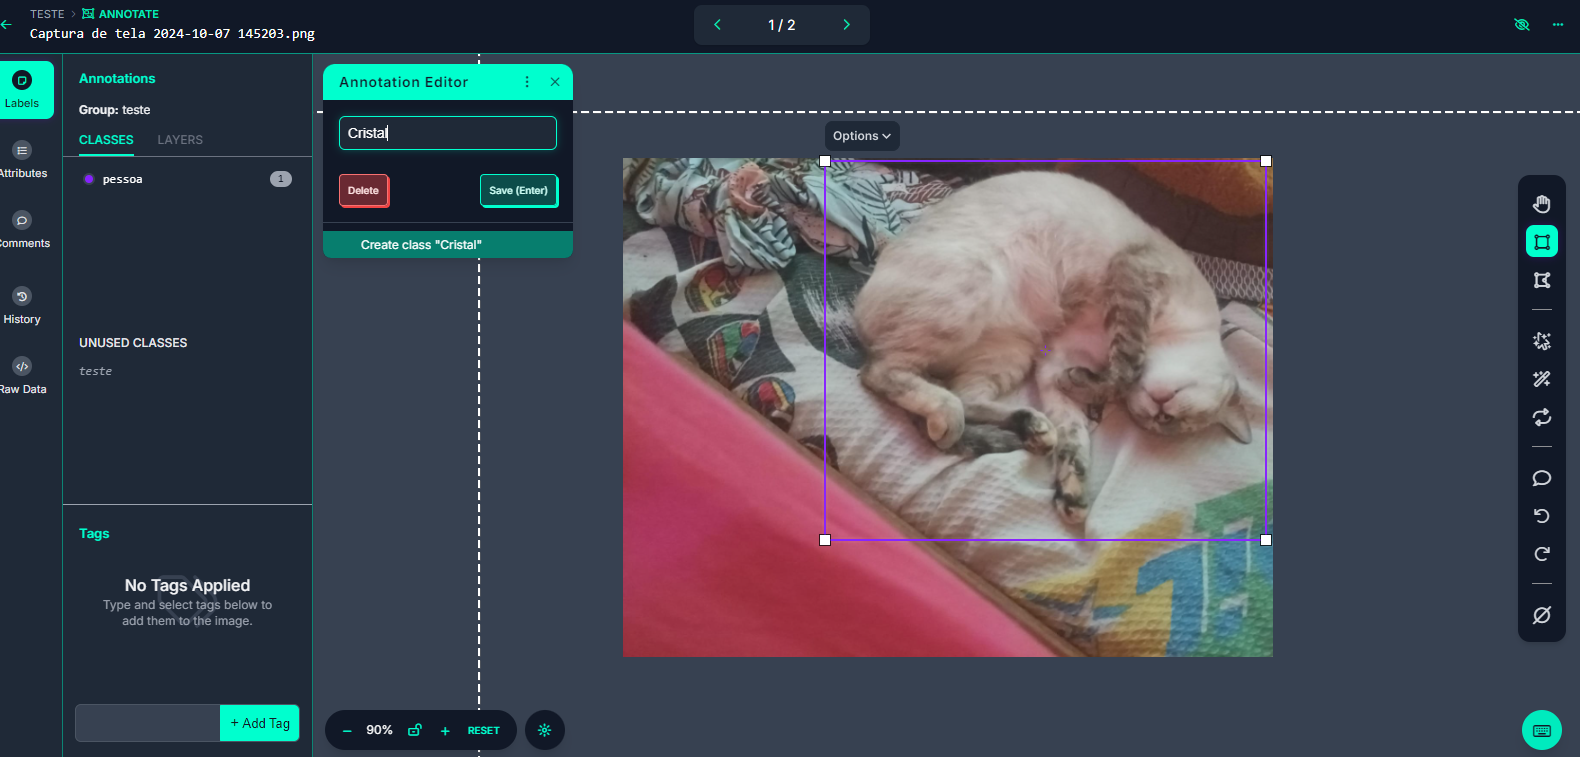 TESTE > ANNOTATE
Captura de tela 2024-10-07 145203.png
1 / 2
Labels
Attributes
Comments
History
Raw Data
Annotations
Group: teste
CLASSES LAYERS
pessoa 1
UNUSED CLASSES
teste
Tags
No Tags Applied
Type and select tags below to
add them to the image.
+ Add Tag
Annotation Editor
Cristal
Delete Save (Enter)
Create class "Cristal"
Options
90% RESET